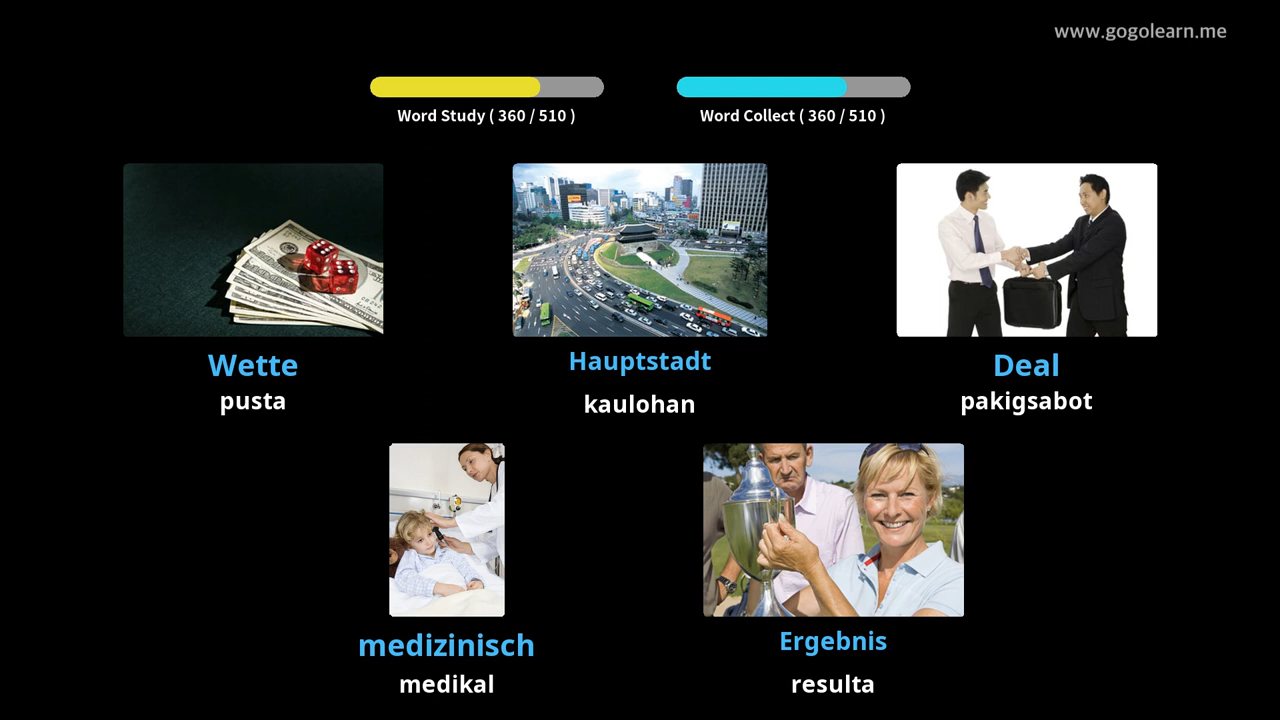 www.gogolearn.me
Word Study ( 360 / 510 )
Word Collect ( 360 / 510 )
Wette
pusta
Hauptstadt
kaulohan
Deal
pakigsabot
medizinisch
medikal
Ergebnis
resulta